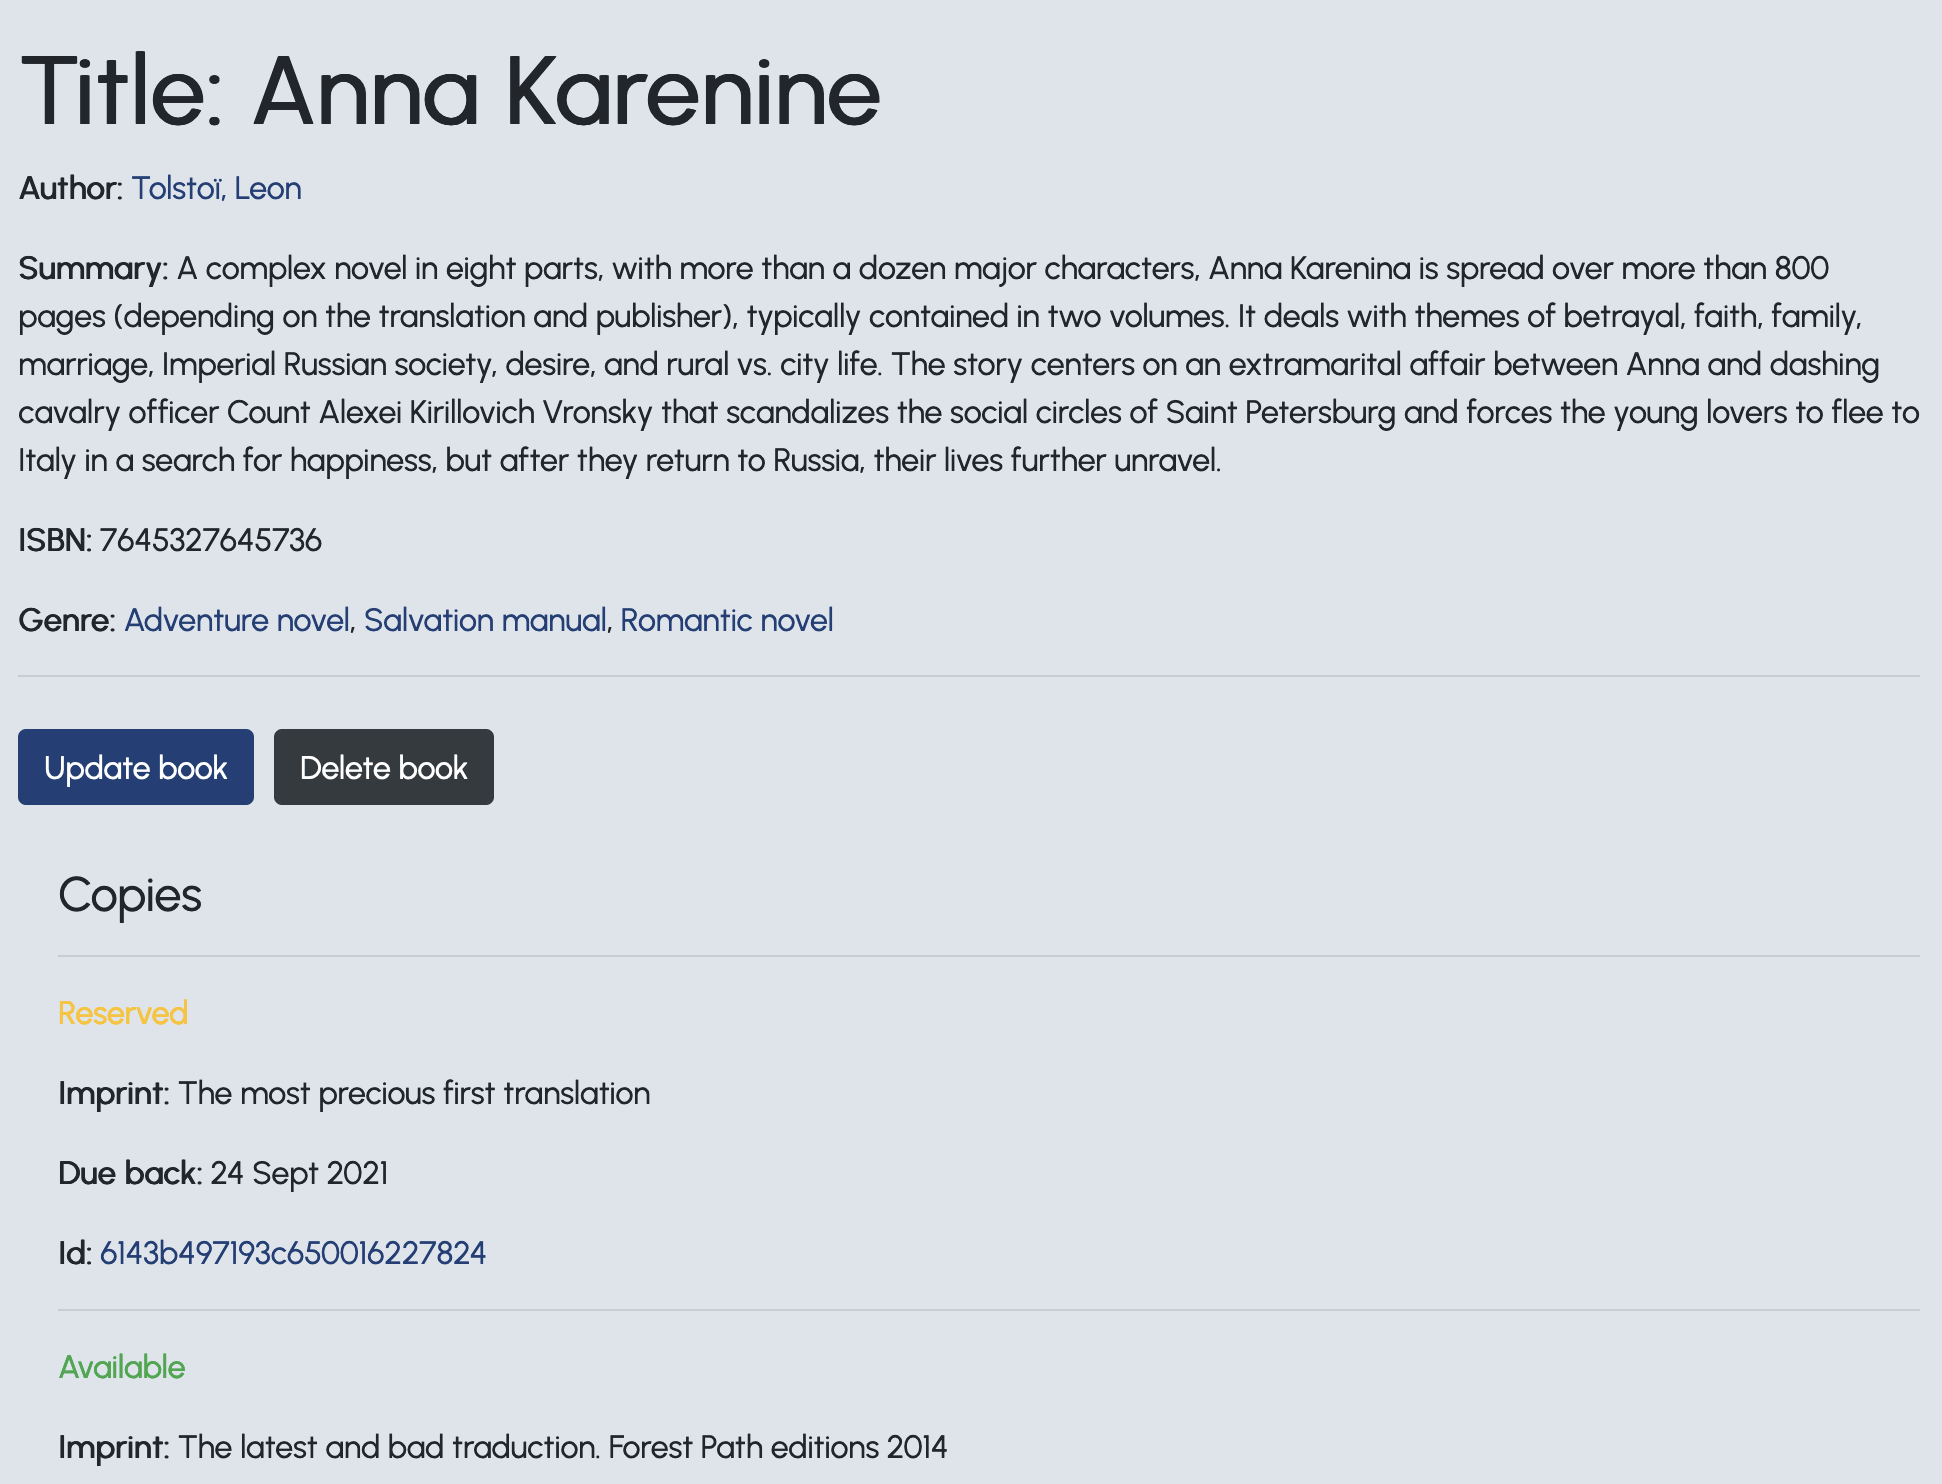 Title: Anna Karenine
Author: Tolstoï, Leon
Summary: A complex novel in eight parts, with more than a dozen major characters, Anna Karenina is spread over more than 800
pages (depending on the translation and publisher), typically contained in two volumes. It deals with themes of betrayal, faith, family,
marriage, Imperial Russian society, desire, and rural vs. city life. The story centers on an extramarital affair between Anna and dashing
cavalry officer Count Alexei Kirillovich Vronsky that scandalizes the social circles of Saint Petersburg and forces the young lovers to flee to
Italy in a search for happiness, but after they return to Russia, their lives further unravel.
ISBN: 7645327645736
Genre: Adventure novel, Salvation manual, Romantic novel
Update book Delete book
Copies
Reserved
Imprint: The most precious first translation
Due back: 24 Sept 2021
Id: 6143b497193c650016227824
Available
Imprint: The latest and bad traduction. Forest Path editions 2014